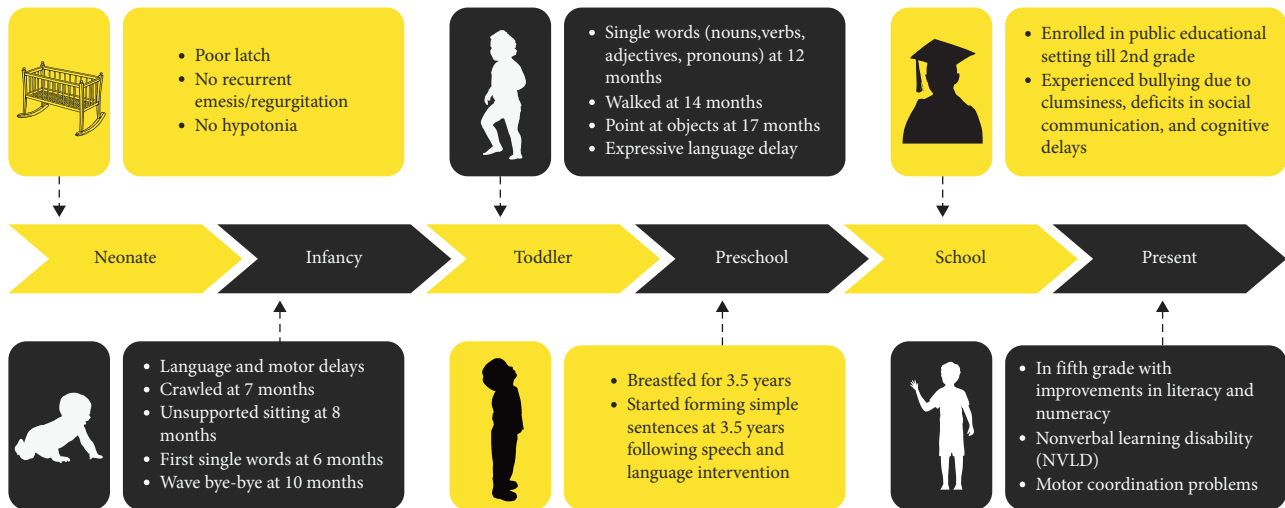 • Poor latch
• No recurrent
emesis/regurgitation
• No hypotonia
• Single words (nouns,verbs,
adjectives, pronouns) at 12
months
• Walked at 14 months
• Point at objects at 17 months
• Expressive language delay
• Enrolled in public educational
setting till 2nd grade
• Experienced bullying due to
clumsiness, deficits in social
communication, and cognitive
delays
Neonate
Infancy
Toddler
Preschool
School
Present
• Language and motor delays
• Crawled at 7 months
• Unsupported sitting at 8
months
• First single words at 6 months
• Wave bye-bye at 10 months
• Breastfed for 3.5 years
• Started forming simple
sentences at 3.5 years
following speech and
language intervention
• In fifth grade with
improvements in literacy and
numeracy
• Nonverbal learning disability
(NVLD)
• Motor coordination problems